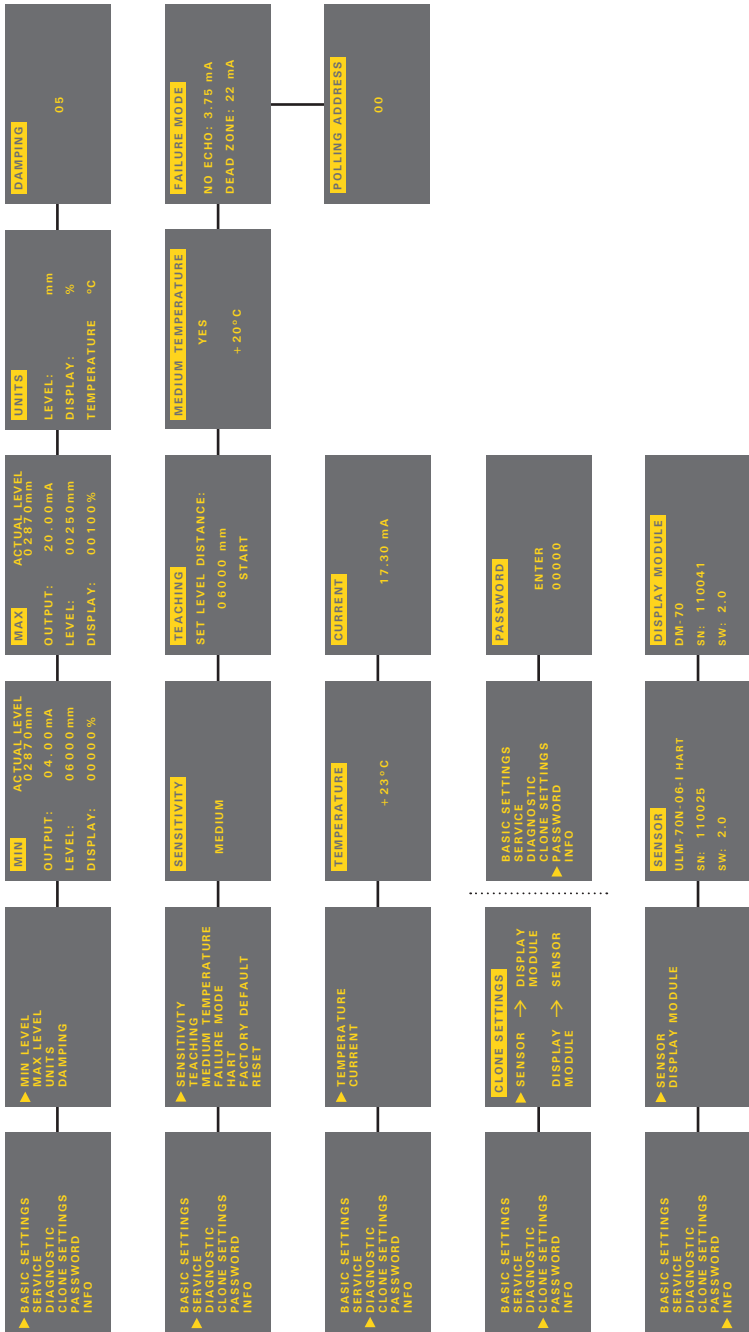 BASIC SETTINGS
SERVICE
DIAGNOSTIC
CLONE SETTINGS
PASSWORD
INFO
MIN LEVEL
MAX LEVEL
UNITS
DAMPING
MIN
ACTUAL LEVEL
02870mm
OUTPUT: 04.00mA
LEVEL: 06000mm
DISPLAY: 00000%
MAX
ACTUAL LEVEL
02870mm
OUTPUT: 20.00mA
LEVEL: 00250mm
DISPLAY: 00100%
UNITS
LEVEL: mm
DISPLAY: %
TEMPERATURE °C
DAMPING
05
BASIC SETTINGS
SERVICE
DIAGNOSTIC
CLONE SETTINGS
PASSWORD
INFO
SENSITIVITY
TEACHING
MEDIUM TEMPERATURE
FAILURE MODE
HART
FACTORY DEFAULT
RESET
SENSITIVITY
MEDIUM
TEACHING
SET LEVEL DISTANCE:
06000 mm
START
MEDIUM TEMPERATURE
YES
+20°C
FAILURE MODE
NO ECHO: 3.75 mA
DEAD ZONE: 22 mA
POLLING ADDRESS
00
BASIC SETTINGS
SERVICE
DIAGNOSTIC
CLONE SETTINGS
PASSWORD
INFO
TEMPERATURE
CURRENT
TEMPERATURE
+23°C
CURRENT
17.30 mA
BASIC SETTINGS
SERVICE
DIAGNOSTIC
CLONE SETTINGS
PASSWORD
INFO
CLONE SETTINGS
SENSOR → DISPLAY
MODULE
DISPLAY → SENSOR
MODULE
BASIC SETTINGS
SERVICE
DIAGNOSTIC
CLONE SETTINGS
PASSWORD
INFO
PASSWORD
ENTER
00000
BASIC SETTINGS
SERVICE
DIAGNOSTIC
CLONE SETTINGS
PASSWORD
INFO
SENSOR
DISPLAY MODULE
SENSOR
ULM-70N-06-I HART
SN: 110025
SW: 2.0
DISPLAY MODULE
DM-70
SN: 110041
SW: 2.0